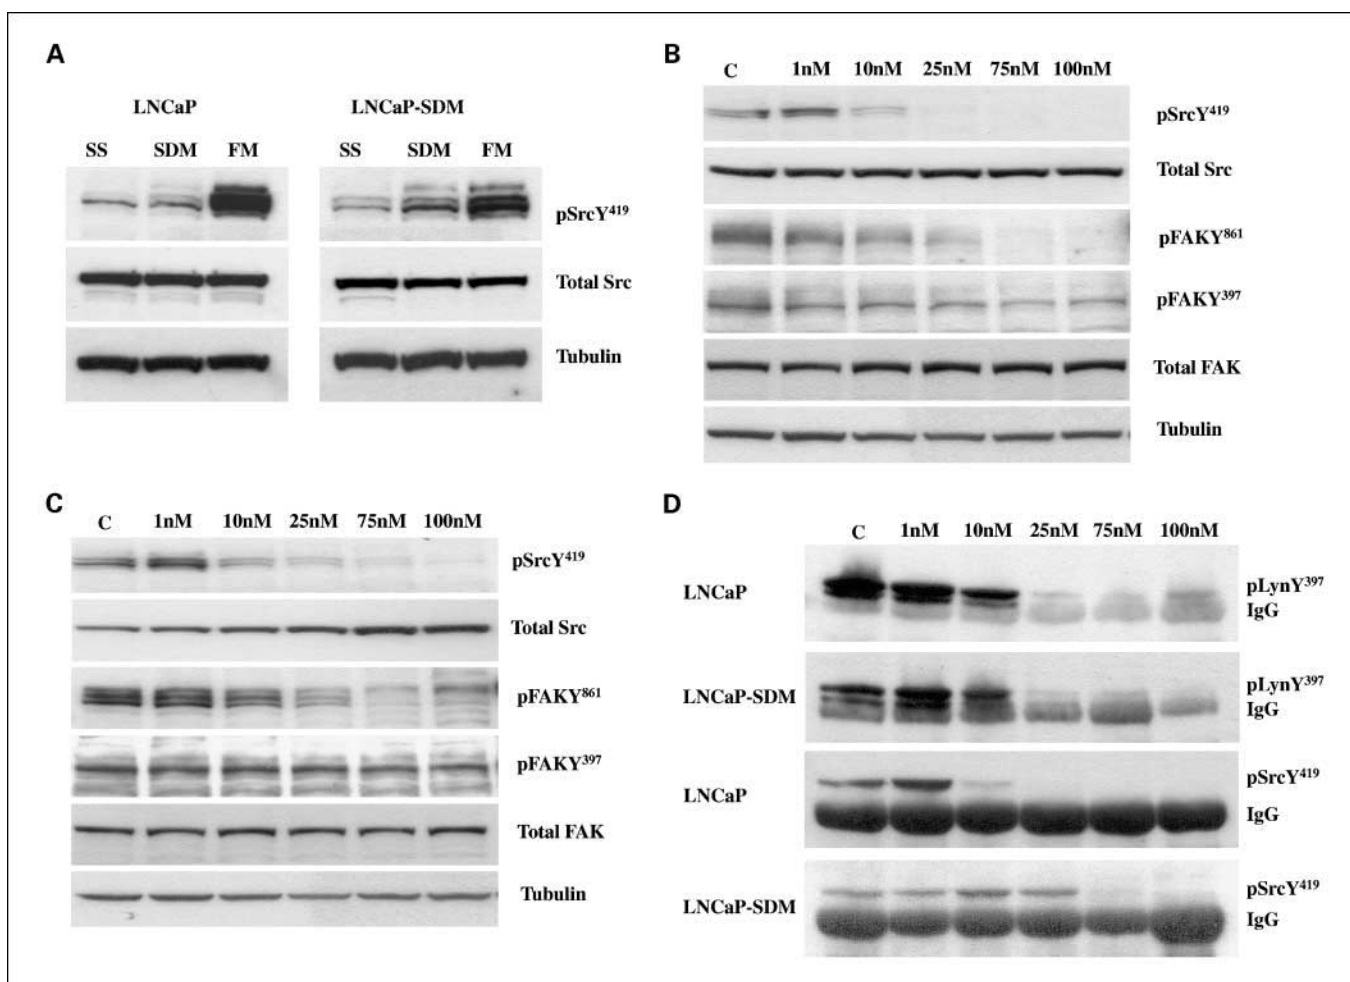 A
LNCaP LNCaP-SDM
SS SDM FM SS SDM FM
pSrcY⁴¹⁹
Total Src
Tubulin
B
C 1nM 10nM 25nM 75nM 100nM
pSrcY⁴¹⁹
Total Src
pFAKY⁸⁶¹
pFAKY³⁹⁷
Total FAK
Tubulin
C
C 1nM 10nM 25nM 75nM 100nM
pSrcY⁴¹⁹
Total Src
pFAKY⁸⁶¹
pFAKY³⁹⁷
Total FAK
Tubulin
D
C 1nM 10nM 25nM 75nM 100nM
LNCaP pLynY³⁹⁷
IgG
LNCaP-SDM pLynY³⁹⁷
IgG
LNCaP pSrcY⁴¹⁹
IgG
LNCaP-SDM pSrcY⁴¹⁹
IgG